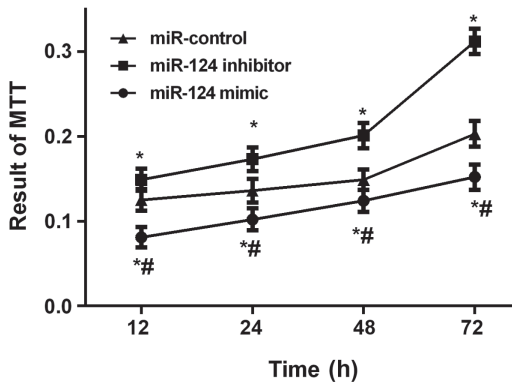 miR-control
miR-124 inhibitor
miR-124 mimic
Result of MTT
0.3
0.2
0.1
0.0
* * * *
*# *# *# *#
12 24 48 72
Time (h)